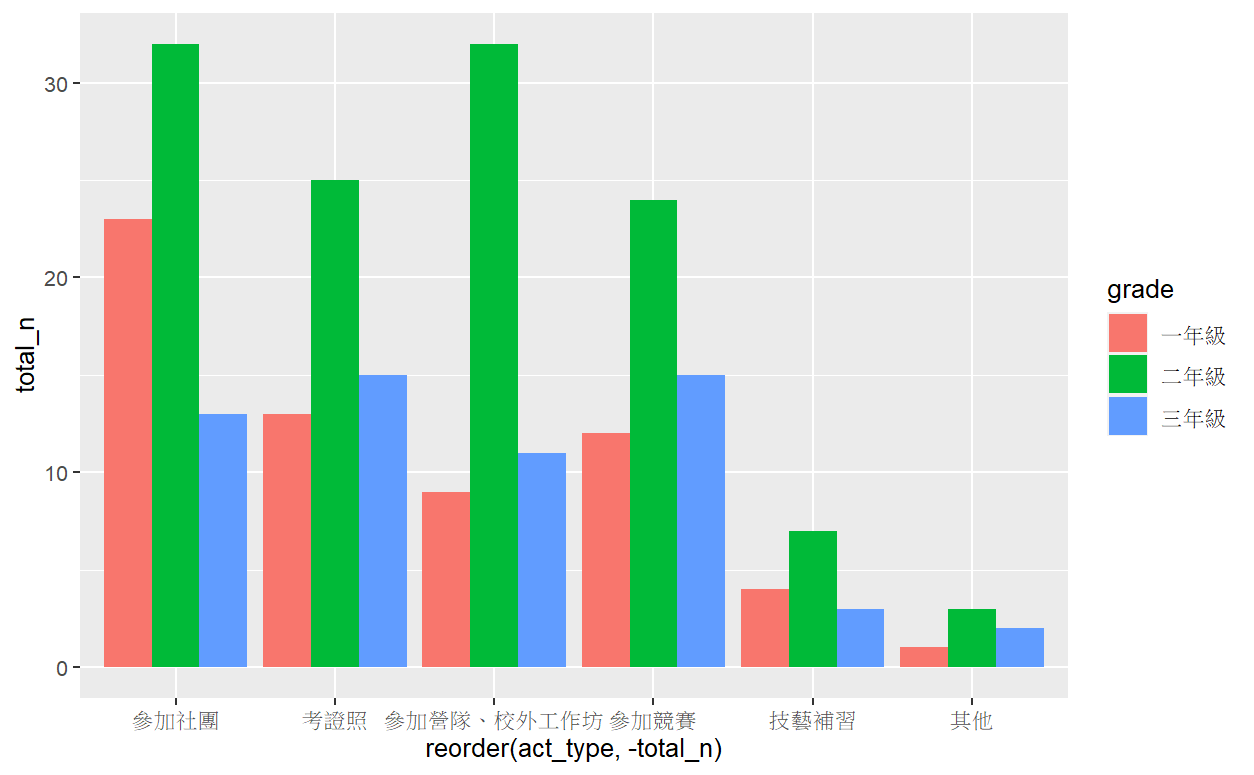 30
20
10
0
total_n
參加社團
考證照
參加營隊、校外工作坊
參加競賽
技藝補習
其他
reorder(act_type, -total_n)
grade
一年級
二年級
三年級